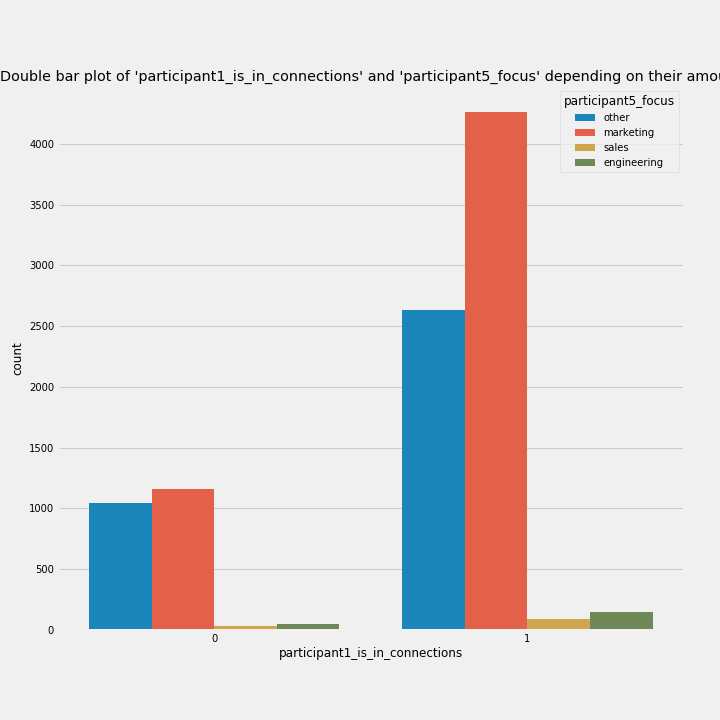 Double bar plot of 'participant1_is_in_connections' and 'participant5_focus' depending on their
participant5_focus
other
marketing
sales
engineering
4000
3500
3000
2500
2000
1500
1000
500
0
count
0
1
participant1_is_in_connections